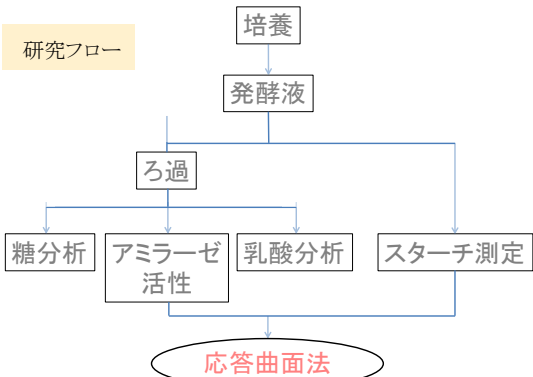 研究フロー
培養
発酵液
ろ過
糖分析
アミラーゼ
活性
乳酸分析
スターチ測定
応答曲面法